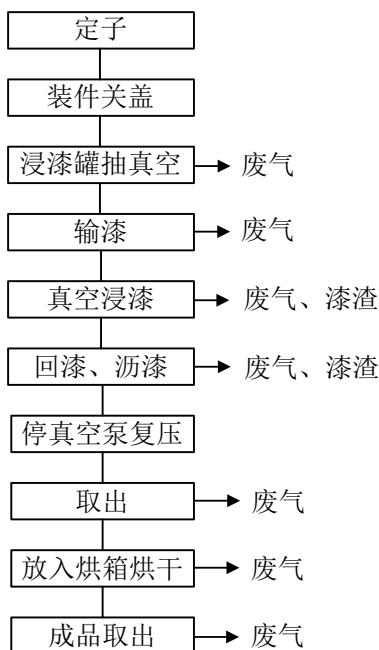 定子
装件关盖
浸漆罐抽真空 废气
输漆 废气
真空浸漆 废气、漆渣
回漆、沥漆 废气、漆渣
停真空泵复压
取出 废气
放入烘箱烘干 废气
成品取出 废气